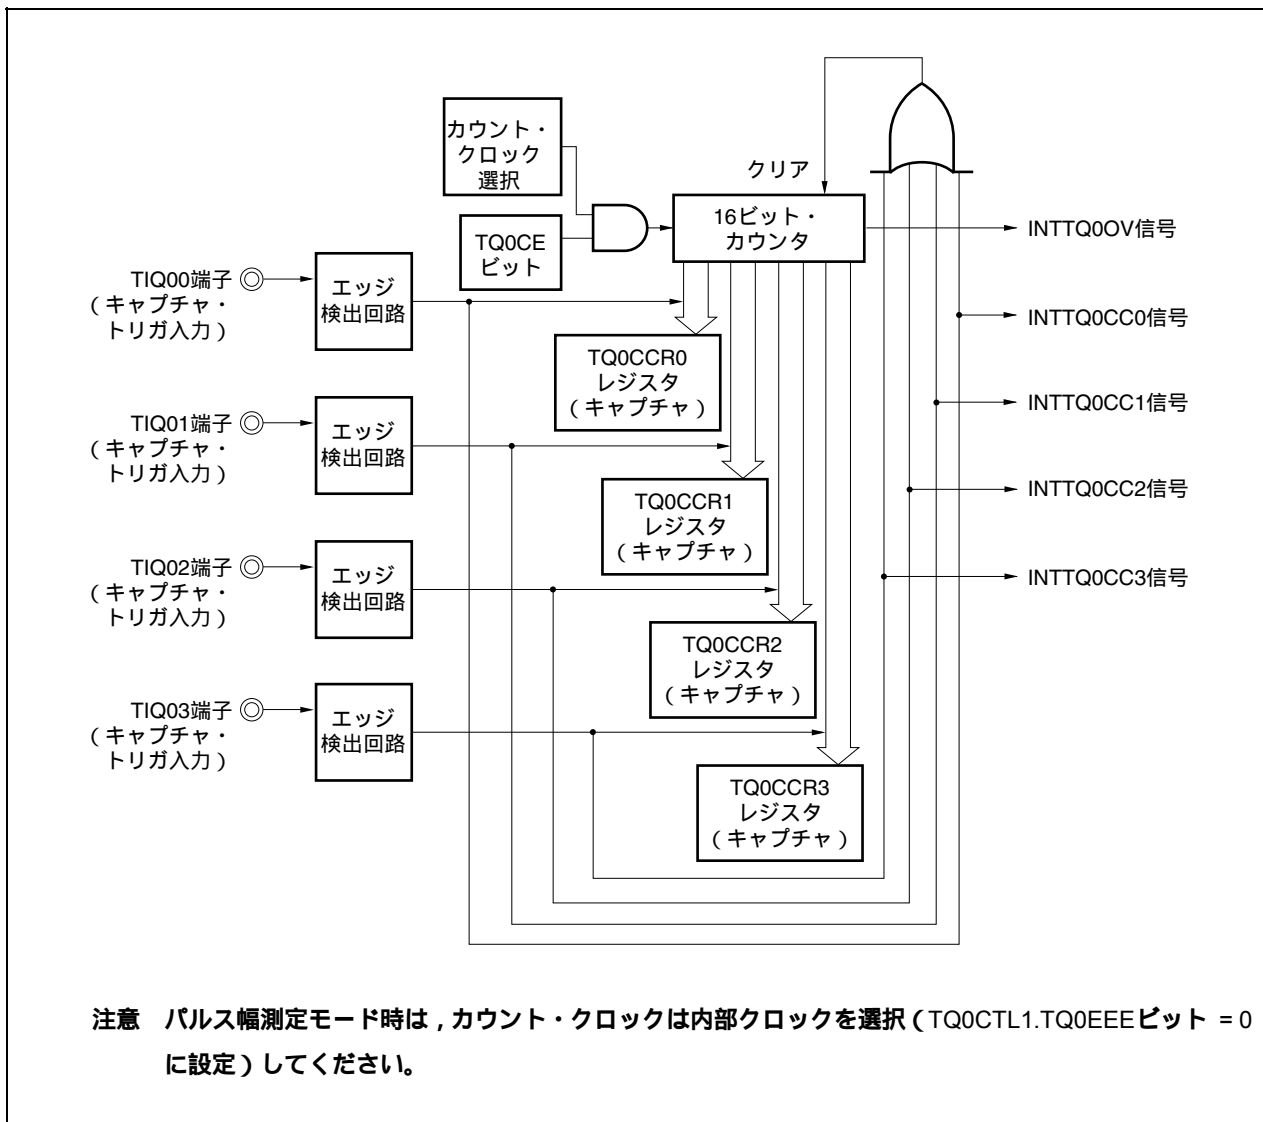 カウント・
クロック
選択
クリア
16ビット・
カウンタ
TQ0CE
ビット
INTTQ0OV信号
TIQ00端子
(キャプチャ・
トリガ入力)
エッジ
検出回路
INTTQ0CC0信号
TQ0CCR0
レジスタ
(キャプチャ)
TIQ01端子
(キャプチャ・
トリガ入力)
エッジ
検出回路
INTTQ0CC1信号
TQ0CCR1
レジスタ
(キャプチャ)
INTTQ0CC2信号
TIQ02端子
(キャプチャ・
トリガ入力)
エッジ
検出回路
INTTQ0CC3信号
TQ0CCR2
レジスタ
(キャプチャ)
TIQ03端子
(キャプチャ・
トリガ入力)
エッジ
検出回路
TQ0CCR3
レジスタ
(キャプチャ)
注意 パルス幅測定モード時は,カウント・クロックは内部クロックを選択(TQ0CTL1.TQ0EEEビット = 0
に設定)してください。